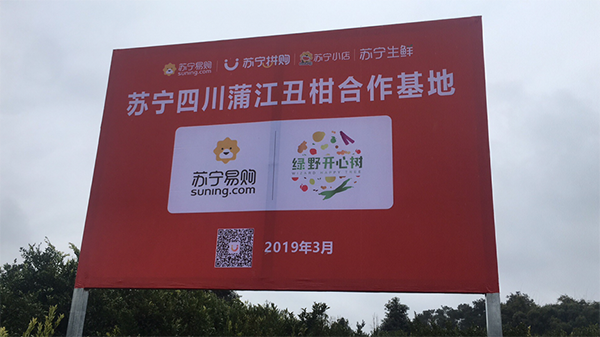 苏宁易购 suning.com 苏宁拼购 苏宁小店 苏宁生鲜
苏宁四川蒲江丑柑合作基地
苏宁易购
suning.com
绿野开心树
2019年3月